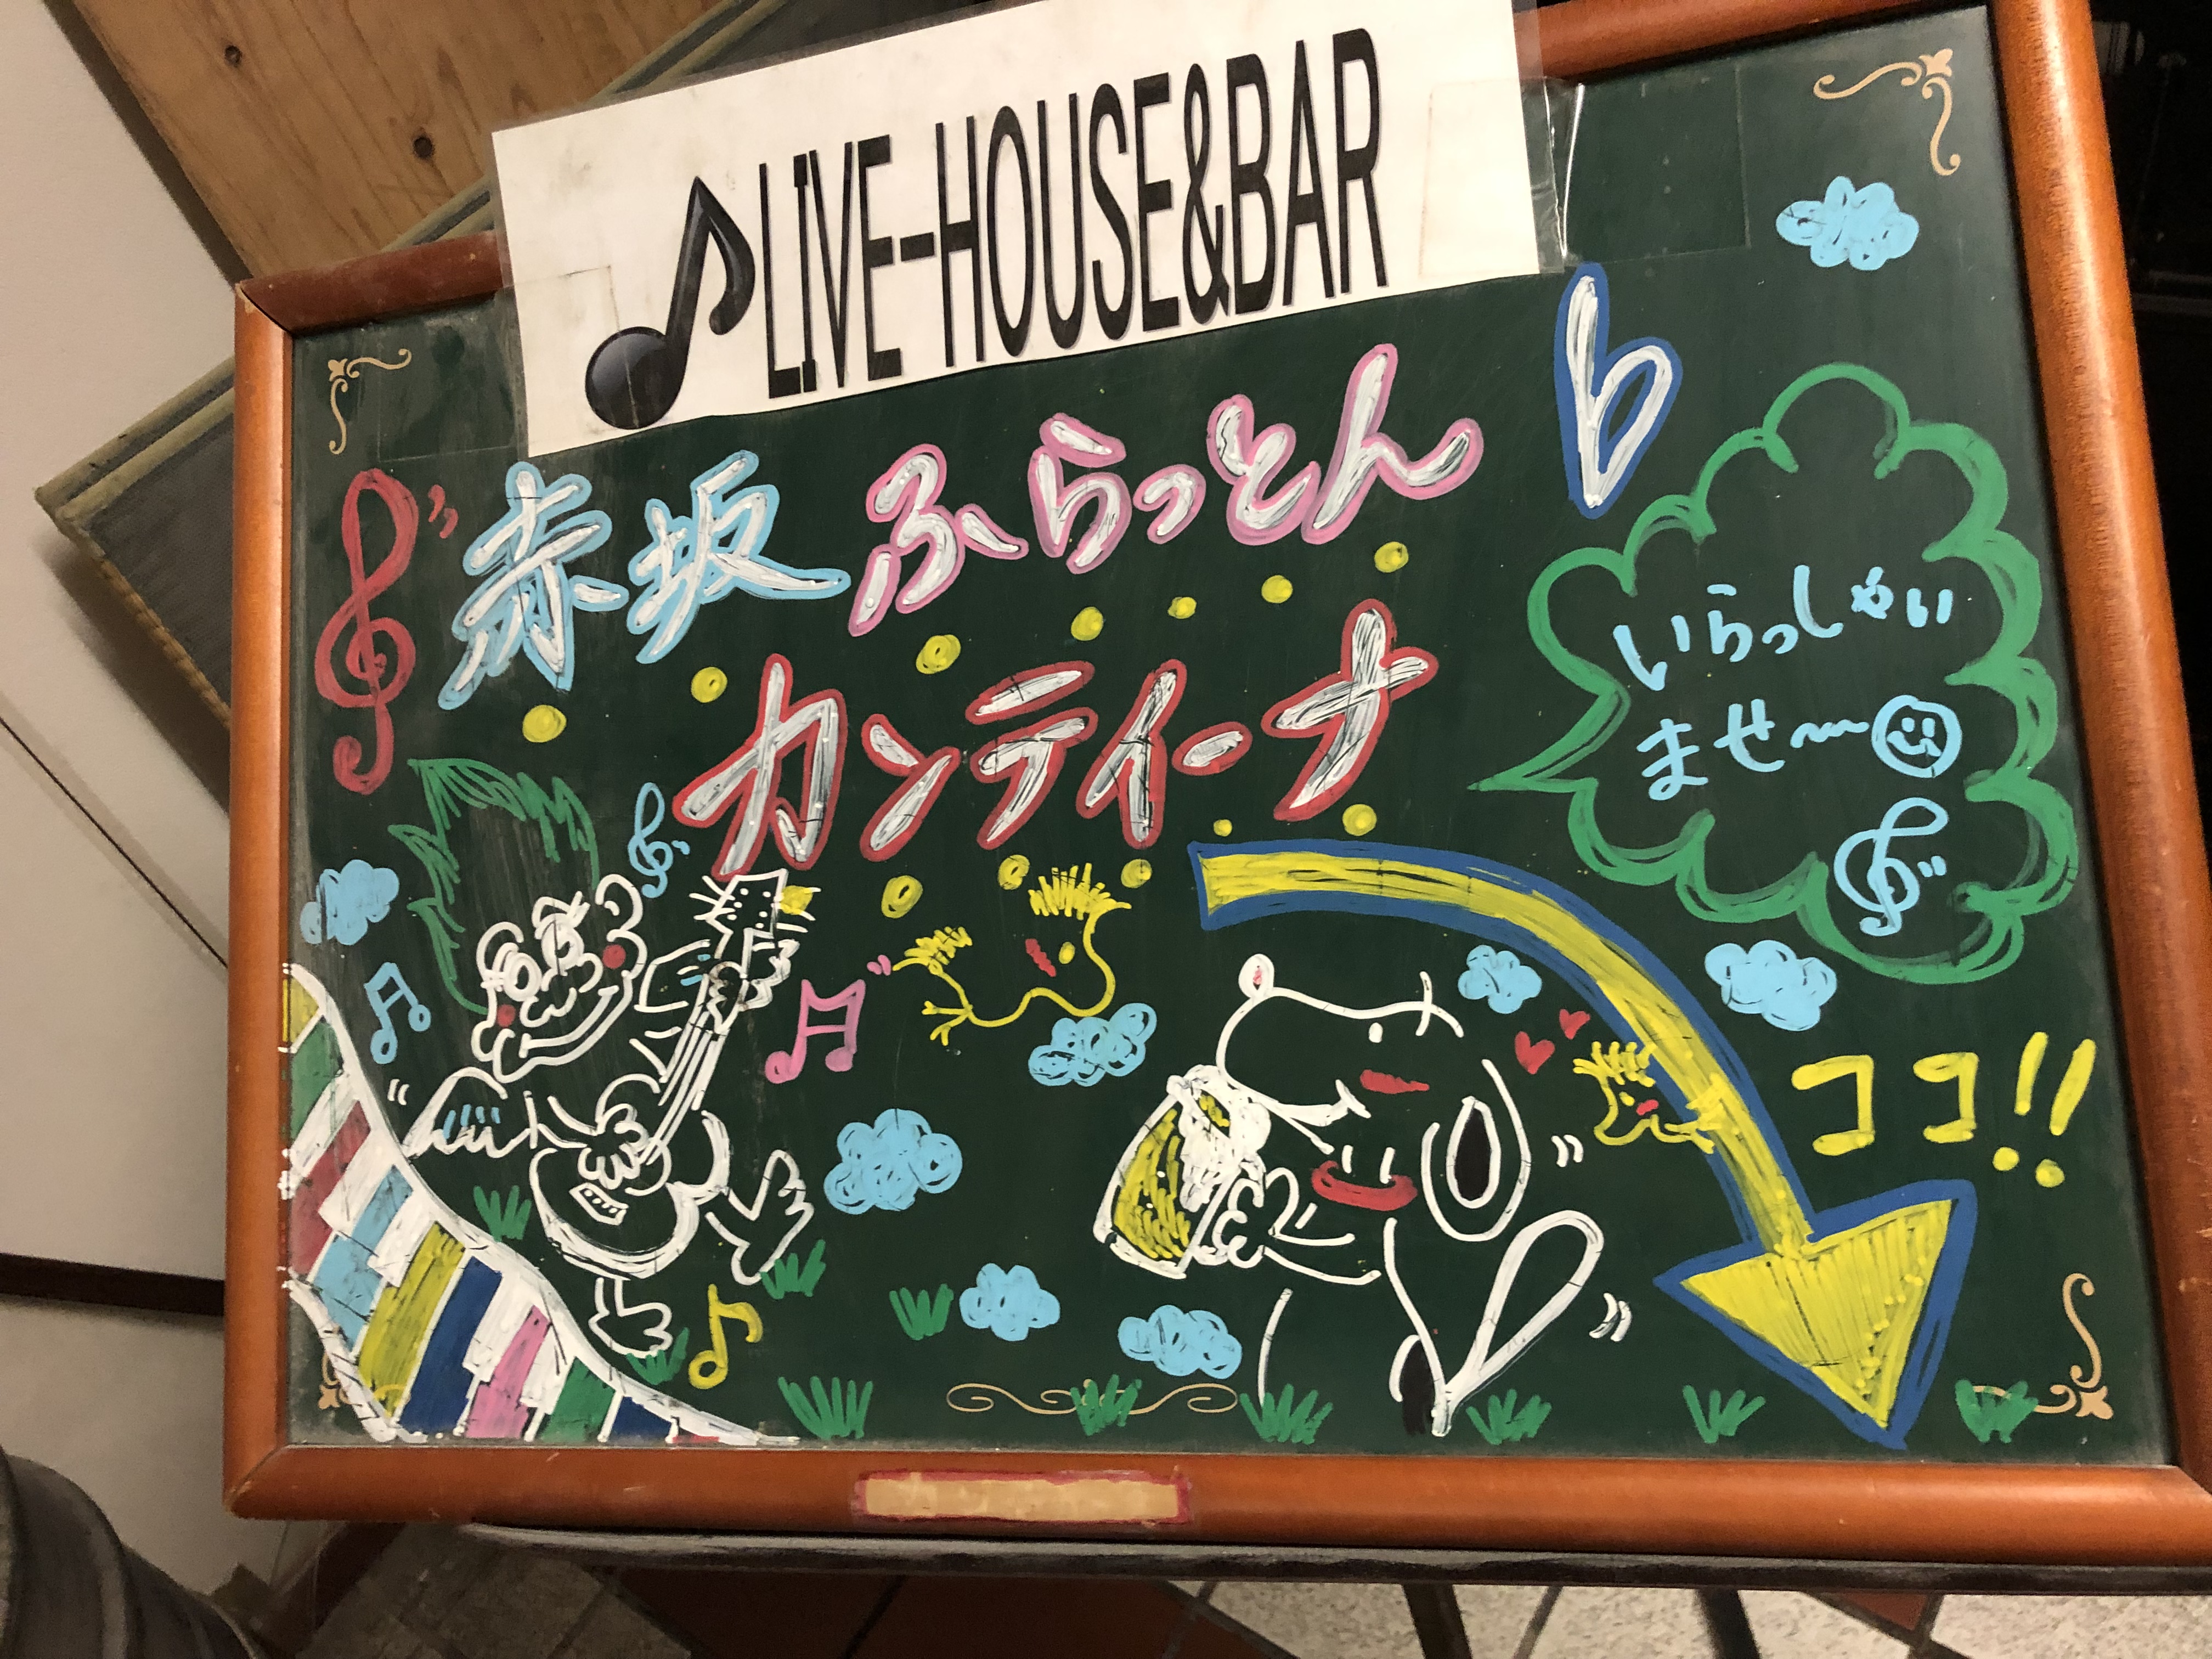 LIVE-HOUSE&BAR
赤坂 ふらっとん
カンティーナ
いらっしゃい
ませ〜
ココ!!